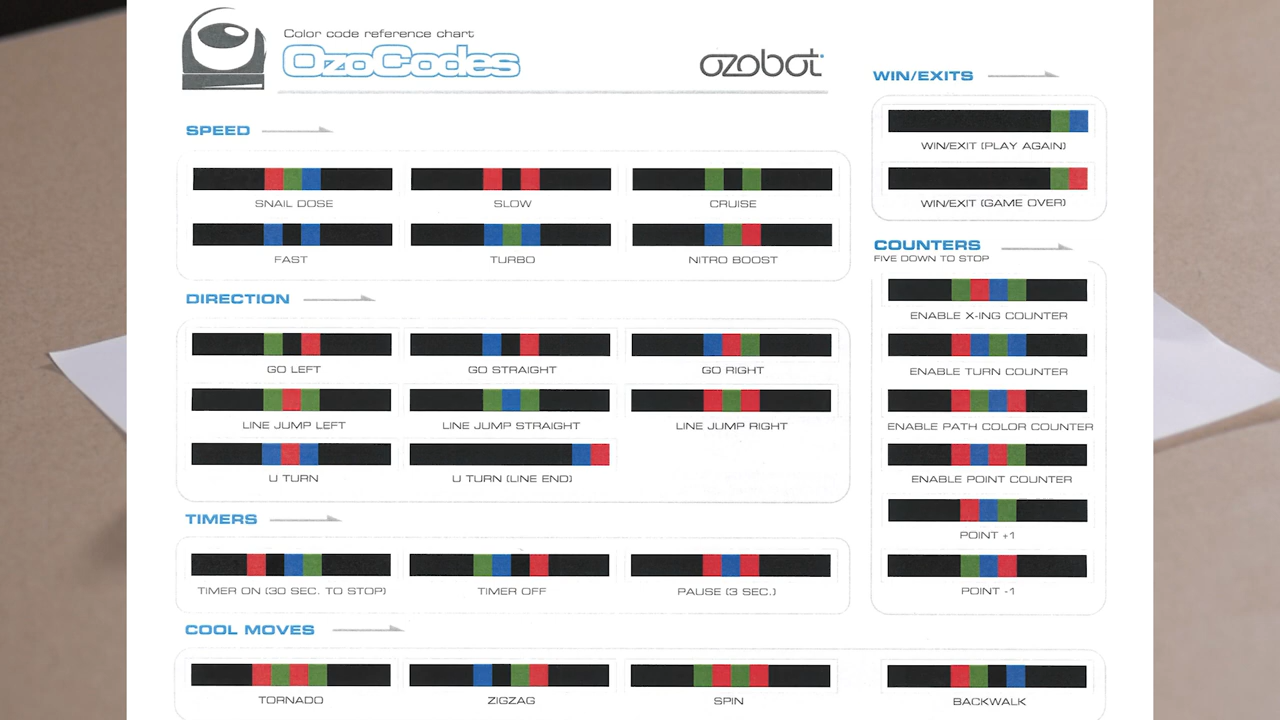 Color code reference chart
OzoCodes
ozobot
SPEED
SNAIL DOSE
SLOW
CRUISE
FAST
TURBO
NITRO BOOST
DIRECTION
GO LEFT
GO STRAIGHT
GO RIGHT
LINE JUMP LEFT
LINE JUMP STRAIGHT
LINE JUMP RIGHT
U TURN
U TURN (LINE END)
TIMERS
TIMER ON (30 SEC. TO STOP)
TIMER OFF
PAUSE (3 SEC.)
COOL MOVES
TORNADO
ZIGZAG
SPIN
BACKWALK
WIN/EXITS
WIN/EXIT (PLAY AGAIN)
WIN/EXIT (GAME OVER)
COUNTERS
FIVE DOWN TO STOP
ENABLE X-ING COUNTER
ENABLE TURN COUNTER
ENABLE PATH COLOR COUNTER
ENABLE POINT COUNTER
POINT +1
POINT -1